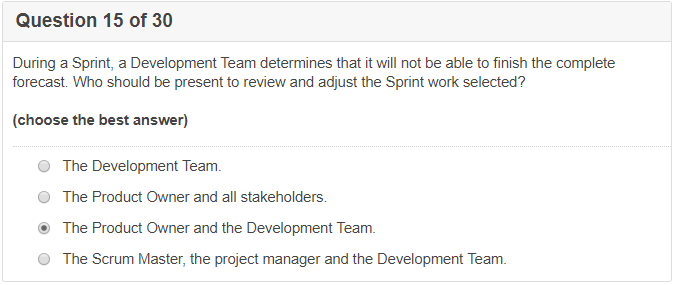 Question 15 of 30
During a Sprint, a Development Team determines that it will not be able to finish the complete
forecast. Who should be present to review and adjust the Sprint work selected?
(choose the best answer)
The Development Team.
The Product Owner and all stakeholders.
The Product Owner and the Development Team.
The Scrum Master, the project manager and the Development Team.